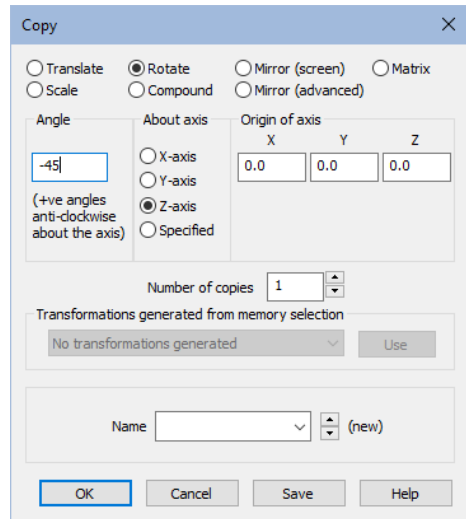 Copy
Translate Rotate Mirror (screen) Matrix
Scale Compound Mirror (advanced)
Angle About axis Origin of axis
X Y Z
-45 X-axis 0.0 0.0 0.0
Y-axis
(+ve angles Z-axis
anti-clockwise
about the axis) Specified
Number of copies 1
Transformations generated from memory selection
No transformations generated Use
Name (new)
OK Cancel Save Help